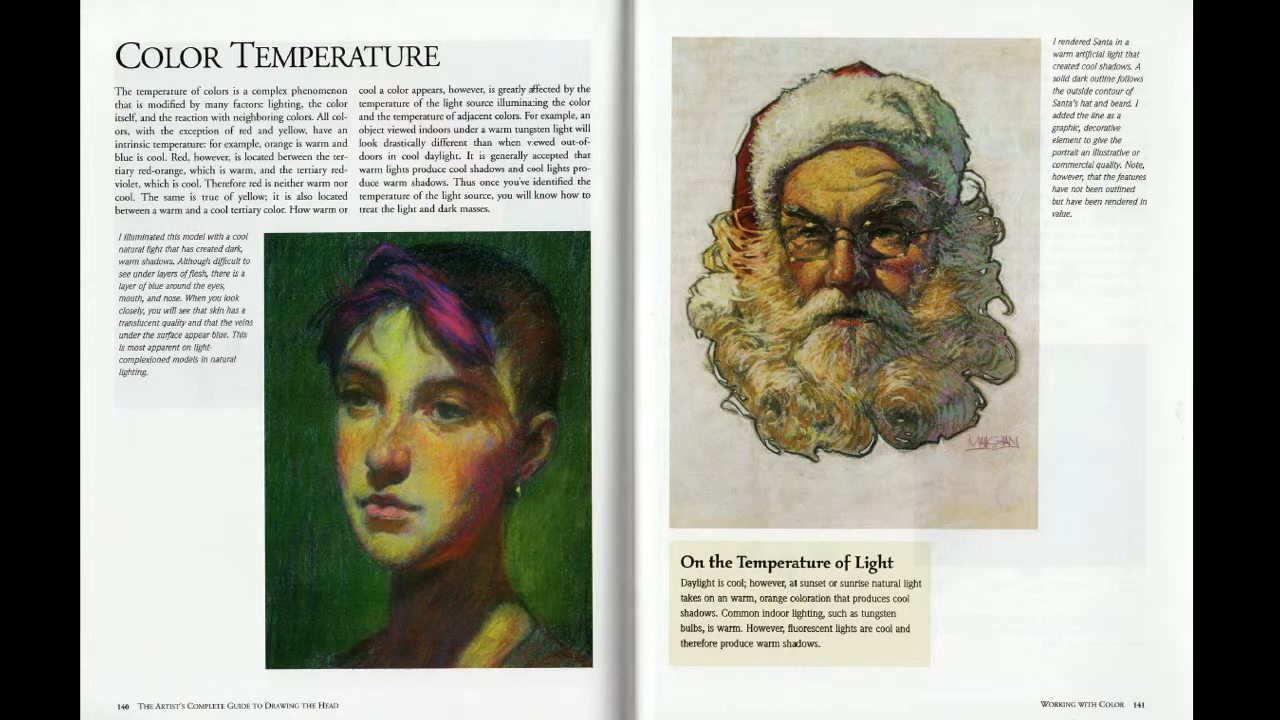 COLOR TEMPERATURE
The temperature of colors is a complex phenomenon
that is modified by many factors: lighting, the color
itself, and the reaction with neighboring colors. All col-
ors, with the exception of red and yellow, have an
intrinsic temperature: for example, orange is warm and
blue is cool. Red, however, is located between the ter-
tiary red-orange, which is warm, and the tertiary red-
violet, which is cool. Therefore red is neither warm nor
cool. The same is true of yellow; it is also located
between a warm and a cool tertiary color. How warm or
cool a color appears, however, is greatly affected by the
temperature of the light source illuminating the color
and the temperature of adjacent colors. For example, an
object viewed indoors under a warm tungsten light will
look drastically different than when viewed out-of-
doors in cool daylight. It is generally accepted that
warm lights produce cool shadows and cool lights pro-
duce warm shadows. Thus once you've identified the
temperature of the light source, you will know how to
treat the light and dark masses.
I illuminated this model with a cool
natural light that has created dark,
warm shadows. Although difficult to
see under layers of flesh, there is a
layer of blue around the eyes,
mouth, and nose. When you look
closely, you will see that skin has a
translucent quality and that the veins
under the surface appear blue. This
is most apparent on light-
complexioned models in natural
lighting.
140 THE ARTIST'S COMPLETE GUIDE TO DRAWING THE HEAD
I rendered Santa in a
warm artificial light that
created cool shadows. A
solid dark outline follows
the outside contour of
Santa's hat and beard. I
added the line as a
graphic, decorative
element to give the
portrait an illustrative or
commercial quality. Note,
however, that the features
have not been outlined
but have been rendered in
value.
On the Temperature of Light
Daylight is cool; however, at sunset or sunrise natural light
takes on an warm, orange coloration that produces cool
shadows. Common indoor lighting, such as tungsten
bulbs, is warm. However, fluorescent lights are cool and
therefore produce warm shadows.
WORKING WITH COLOR 141